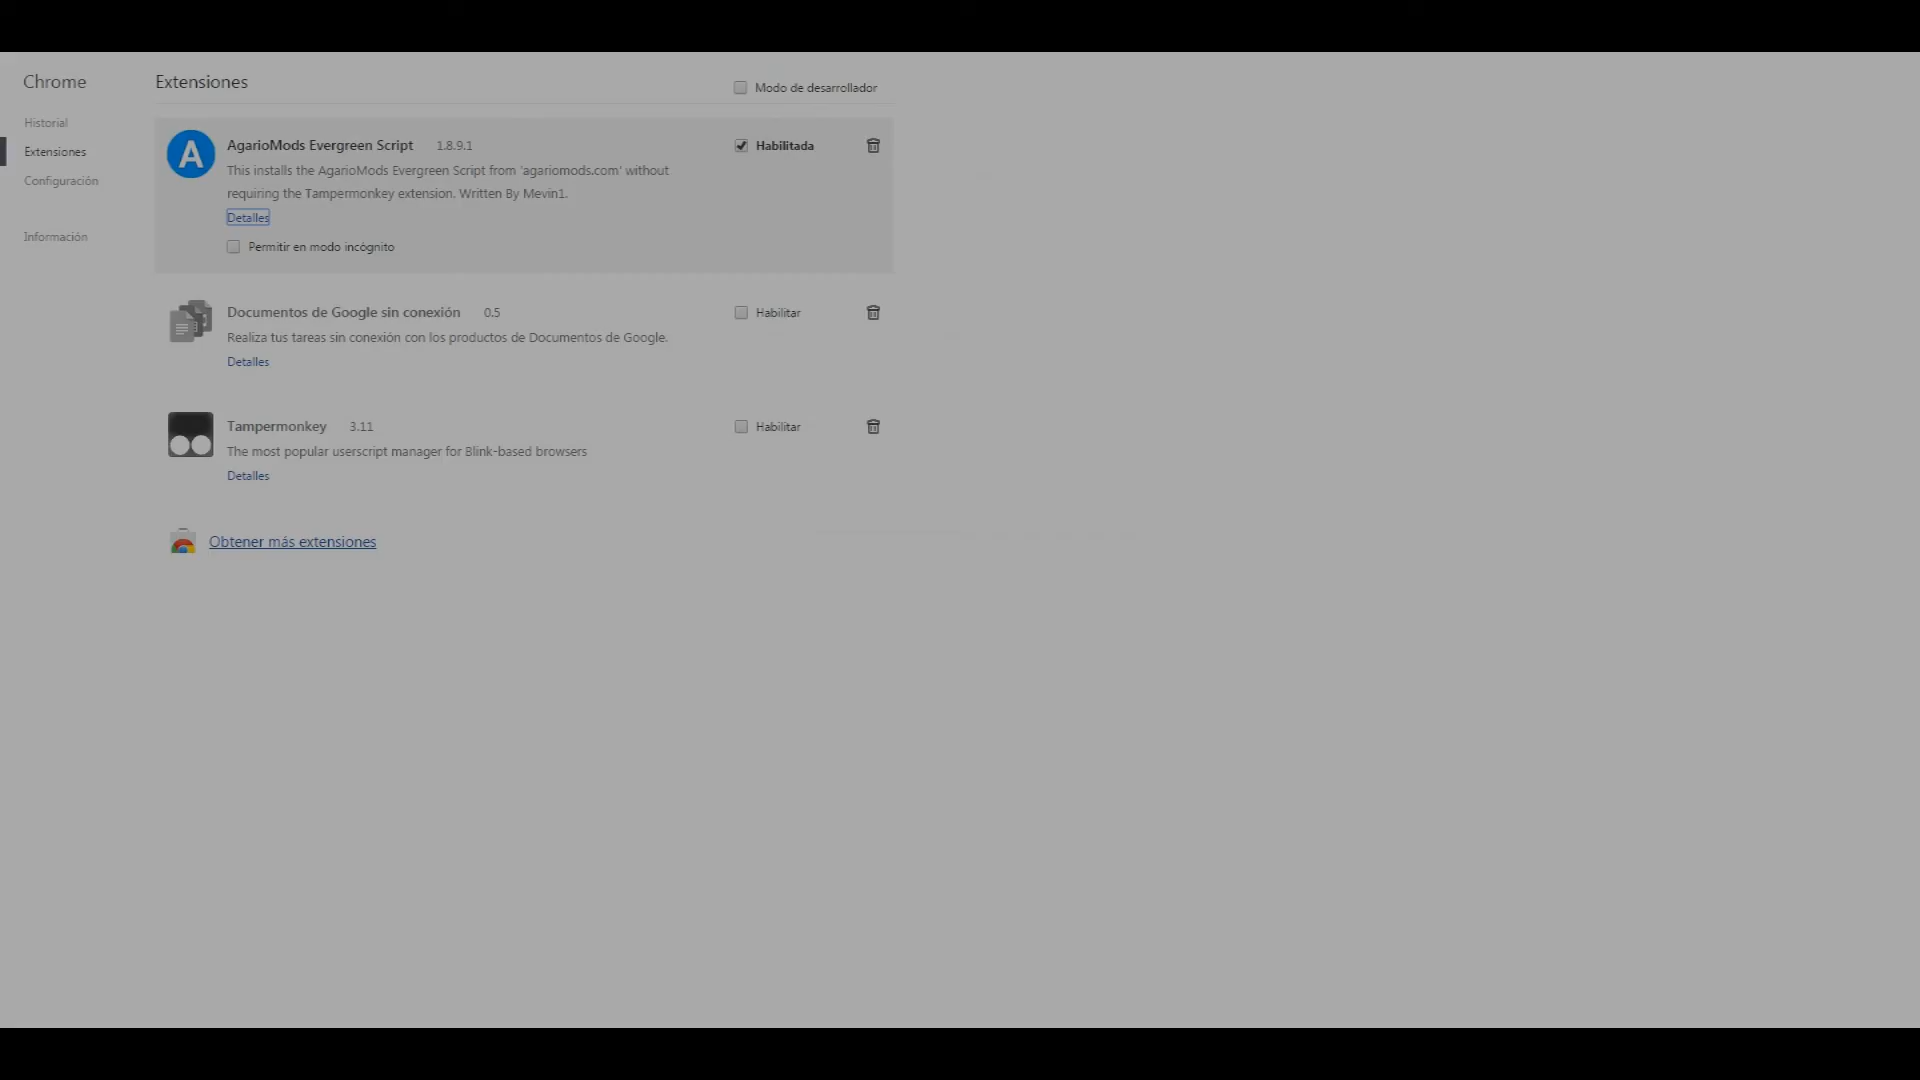 Chrome
Historial
Extensiones
Configuración
Información
Extensiones
Modo de desarrollador
A
AgarioMods Evergreen Script 1.8.9.1
Habilitada
This installs the AgarioMods Evergreen Script from 'agariomods.com' without
requiring the Tampermonkey extension. Written By Mevin1.
Detalles
Permitir en modo incógnito
Documentos de Google sin conexión 0.5
Habilitar
Realiza tus tareas sin conexión con los productos de Documentos de Google.
Detalles
Tampermonkey 3.11
Habilitar
The most popular userscript manager for Blink-based browsers
Detalles
Obtener más extensiones